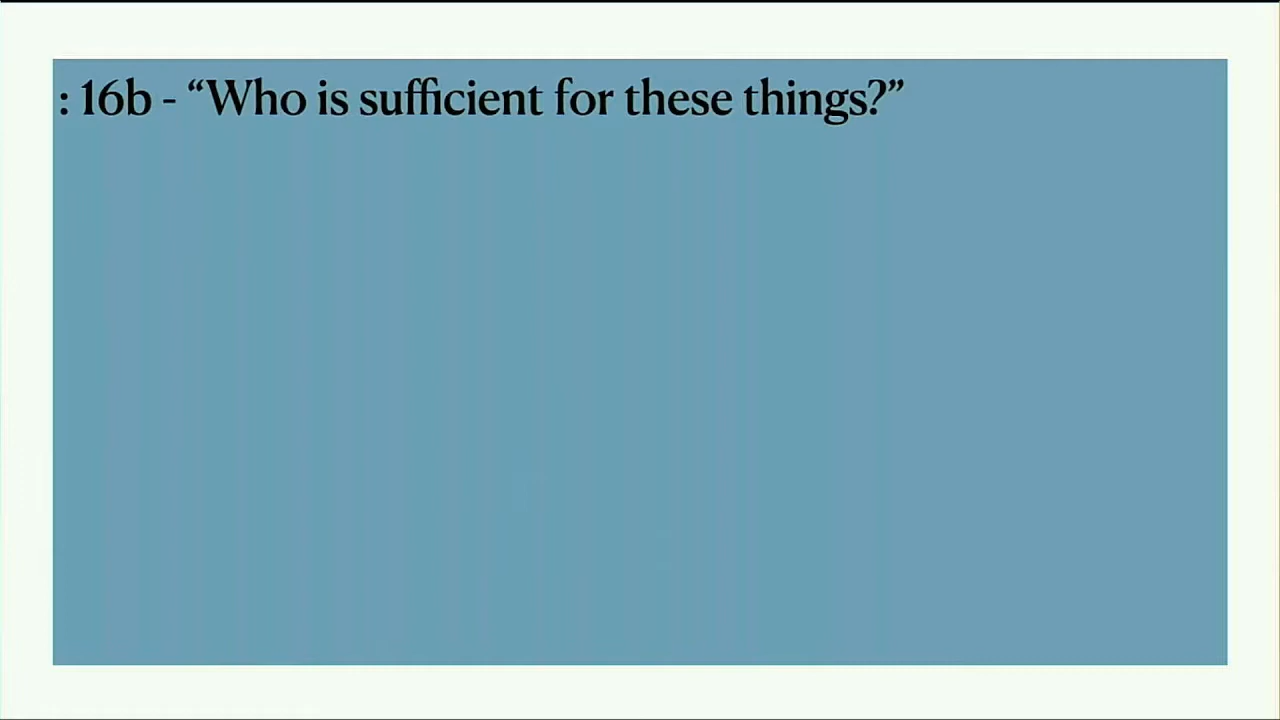 : 16b - “Who is sufficient for these things?”